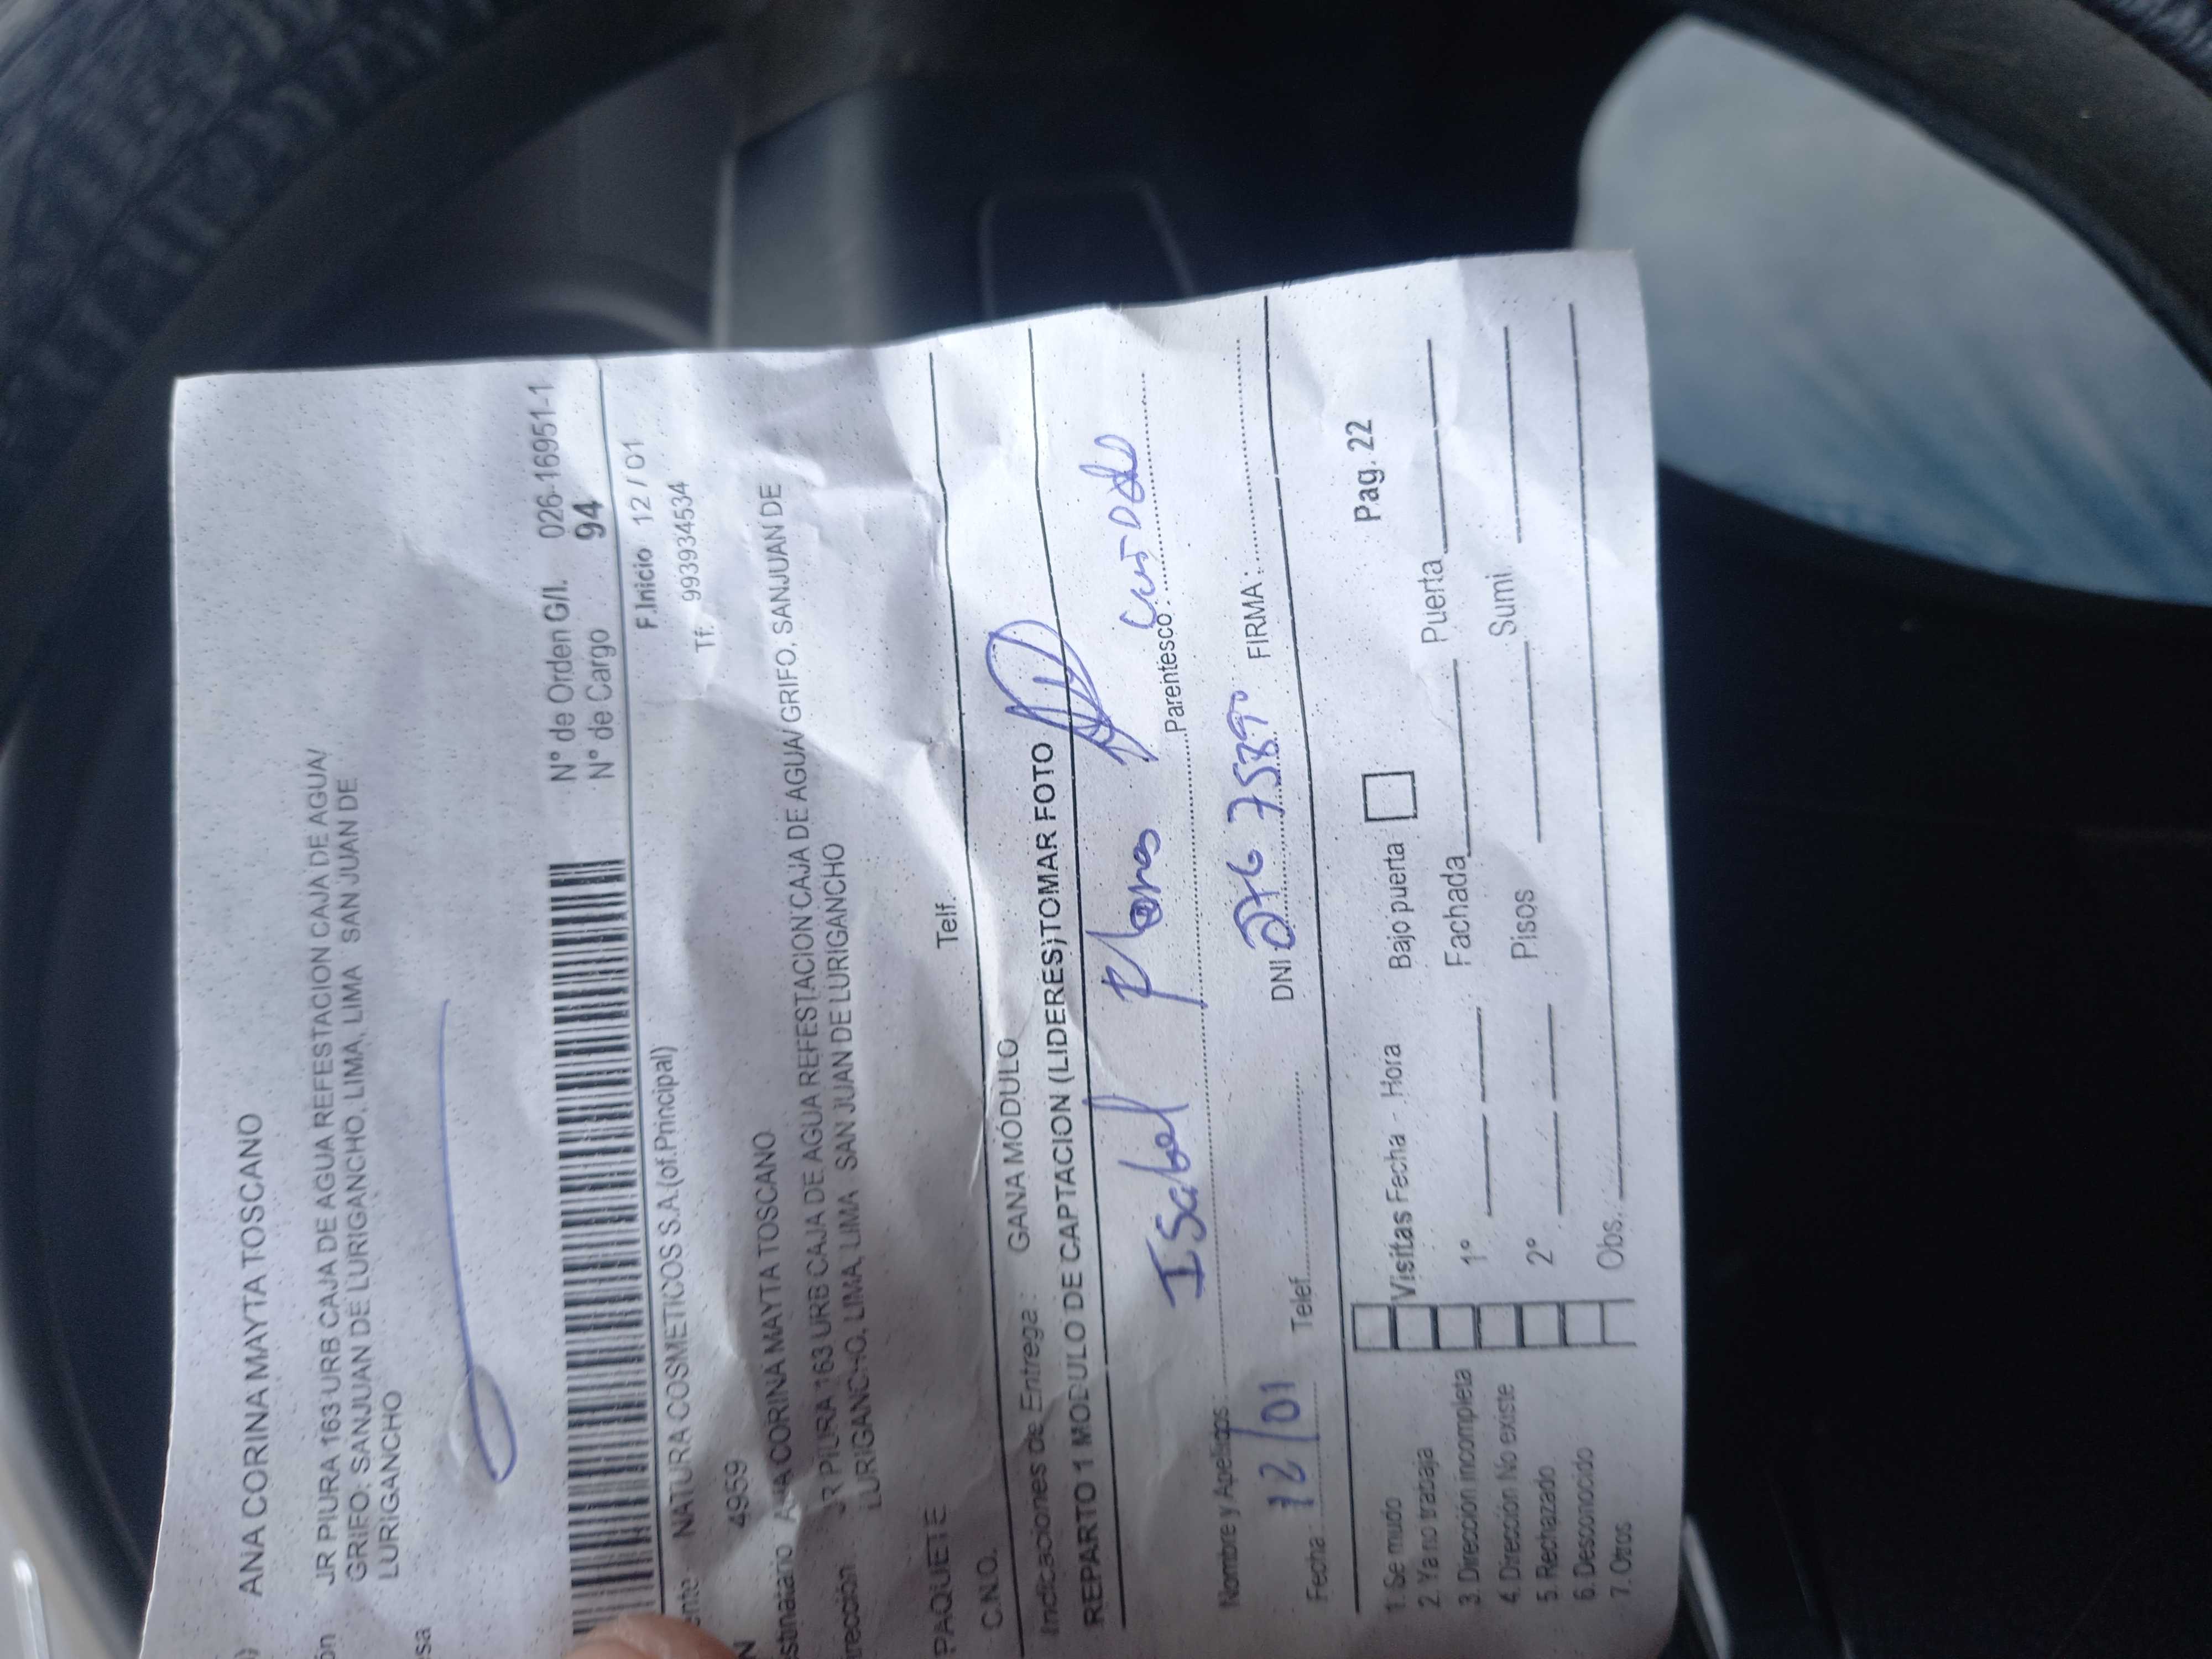 ANA CORINA MAYTA TOSCANO
ón JR PIURA 163 URB CAJA DE AGUA REFESTACION CAJA DE AGUA/
GRIFO, SANJUAN DE LURIGANCHO, LIMA, LIMA SAN JUAN DE
LURIGANCHO
sa
N° de Orden G/I. 026-16951-1
N° de Cargo 94
ente NATURA COSMETICOS S.A.(of.Principal) F.Inicio 12 / 01
N 4959 Tf: 993934534
stinatario ANA CORINA MAYTA TOSCANO
rección JR PIURA 163 URB CAJA DE AGUA REFESTACION CAJA DE AGUA/ GRIFO, SANJUAN DE
LURIGANCHO, LIMA, LIMA SAN JUAN DE LURIGANCHO
PAQUETE
C.N.O. Telf.
Indicaciones de Entrega : GANA MÓDULO
REPARTO 1 MODULO DE CAPTACION (LIDERES)TOMAR FOTO
Isabel
Nombre y Apellidos Parentesco :
Fecha : 12/01 Telef. DNI FIRMA :
Pag. 22
1. Se mudo Visitas Fecha - Hora Bajo puerta
2. Ya no trabaja
3. Dirección incompleta 1° Fachada Puerta
4. Dirección No existe
5. Rechazado 2° Pisos Sumi
6. Desconocido
7. Otros Obs.